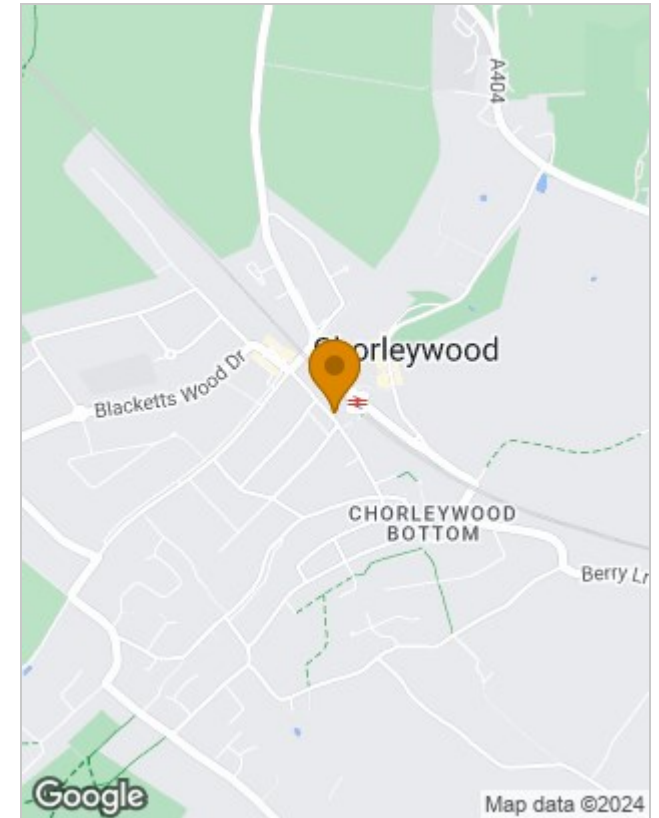 A404
Chorleywood
Blacketts Wood Dr
CHORLEYWOOD
BOTTOM
Berry Ln
Google
Map data ©2024